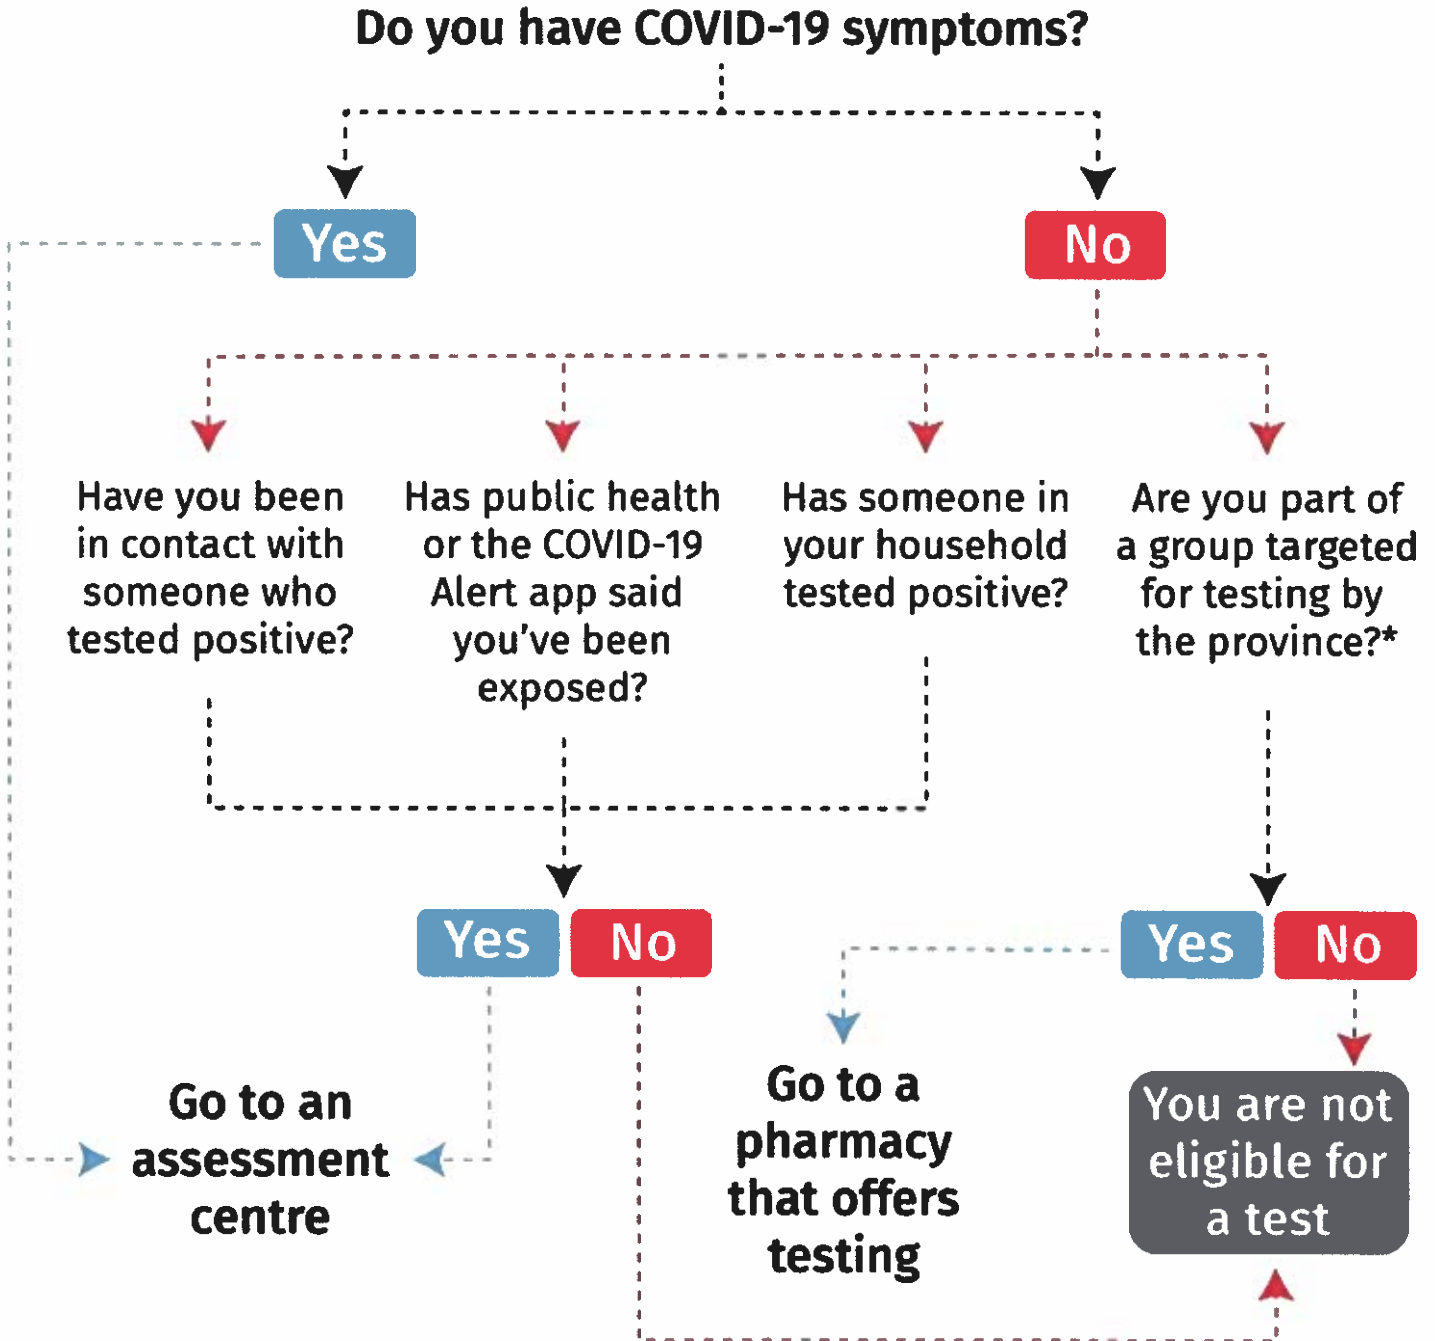 Do you have COVID-19 symptoms?
Yes
No
Have you been
in contact with
someone who
tested positive?
Has public health
or the COVID-19
Alert app said
you've been
exposed?
Has someone in
your household
tested positive?
Are you part of
a group targeted
for testing by
the province?*
Yes
No
Yes
No
Go to an
assessment
centre
Go to a
pharmacy
that offers
testing
You are not
eligible for
a test